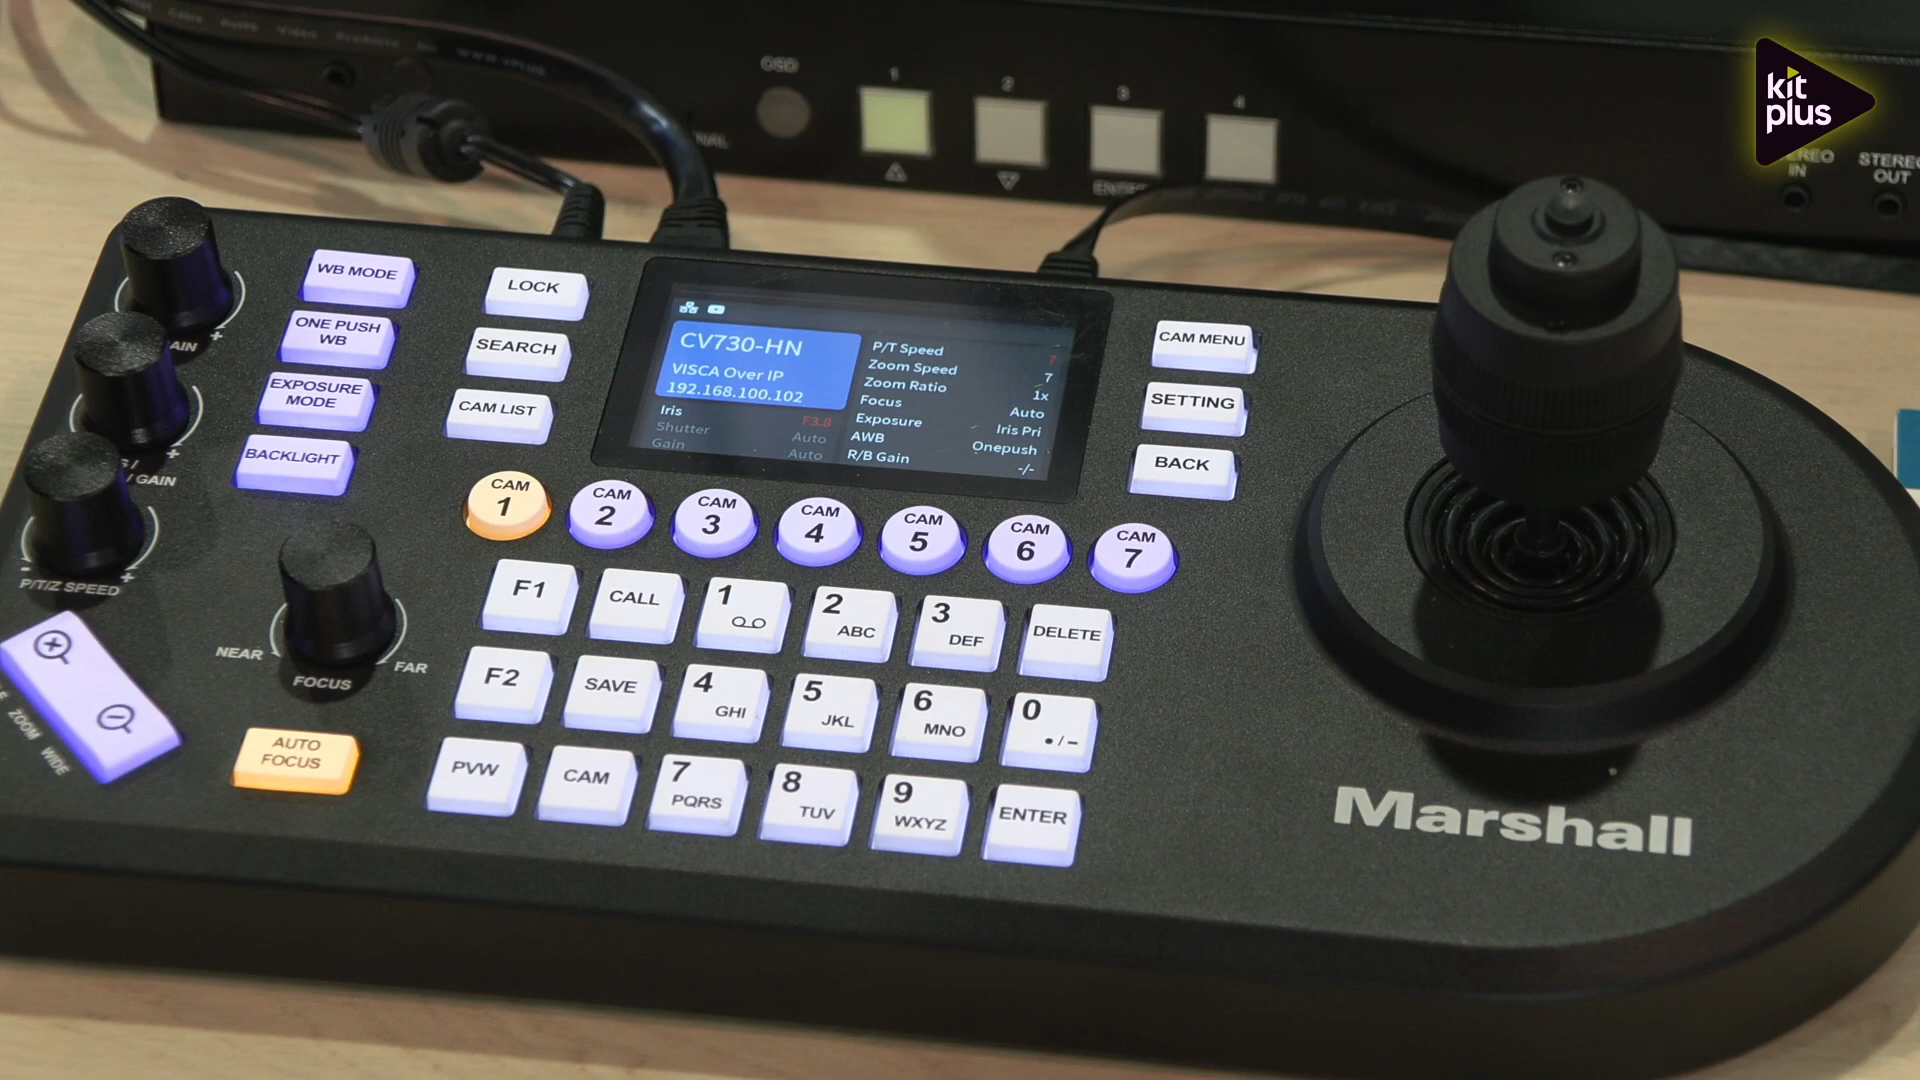 OSD
1
2
3
4
kit
plus
STEREO
OUT
IN
WB MODE
ONE PUSH
WB
EXPOSURE
MODE
BACKLIGHT
LOCK
SEARCH
CAM LIST
CV730-HN
VISCA Over IP
192.168.100.102
Iris F3.8
Shutter Auto
Gain Auto
P/T Speed 7
Zoom Speed 7
Zoom Ratio 1x
Focus Auto
Exposure Iris Pri
AWB Onepush
R/B Gain -/-
CAM MENU
SETTING
BACK
/ GAIN
P/T/Z SPEED
- +
CAM
1
CAM
2
CAM
3
CAM
4
CAM
5
CAM
6
CAM
7
NEAR
FAR
FOCUS
ZOOM WIDE
AUTO
FOCUS
F1
CALL
1
2
ABC
3
DEF
DELETE
F2
SAVE
4
GHI
5
JKL
6
MNO
0
•/–
PVW
CAM
7
PQRS
8
TUV
9
WXYZ
ENTER
Marshall